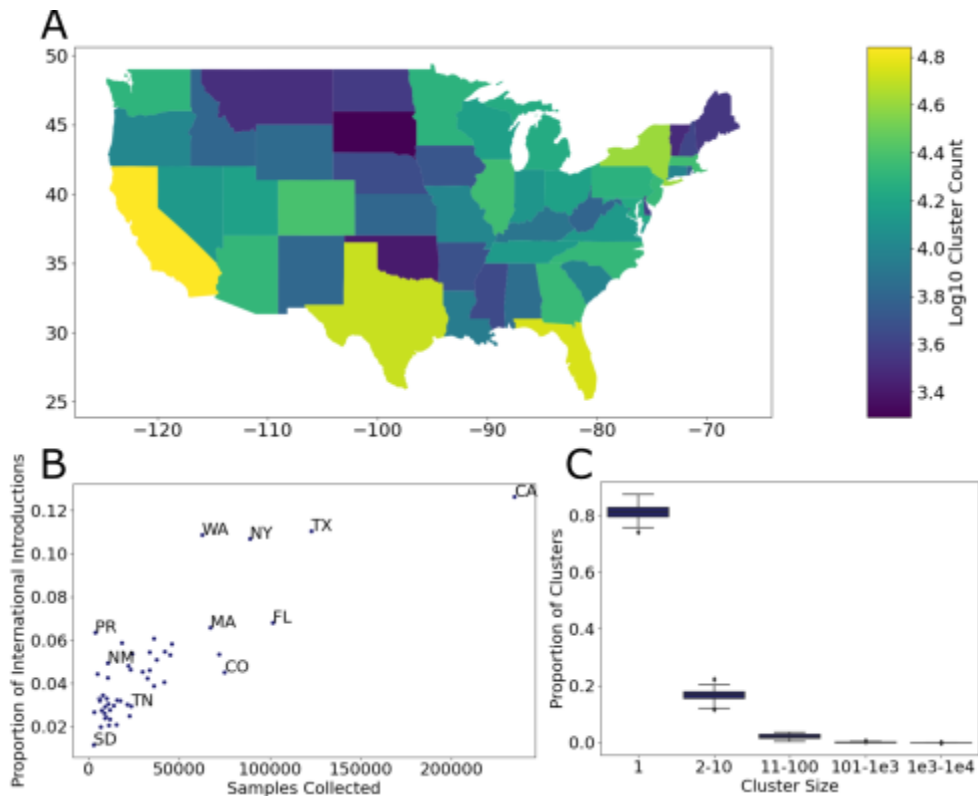 A
50
45
40
35
30
25
−120
−110
−100
−90
−80
−70
4.8
4.6
4.4
4.2
4.0
3.8
3.6
3.4
Log10 Cluster Count
B
Proportion of International Introductions
0.12
0.10
0.08
0.06
0.04
0.02
CA
WA
NY
TX
MA
FL
PR
NM
CO
TN
SD
0
50000
100000
150000
200000
Samples Collected
C
Proportion of Clusters
0.8
0.6
0.4
0.2
0.0
1
2-10
11-100
101-1e3
1e3-1e4
Cluster Size